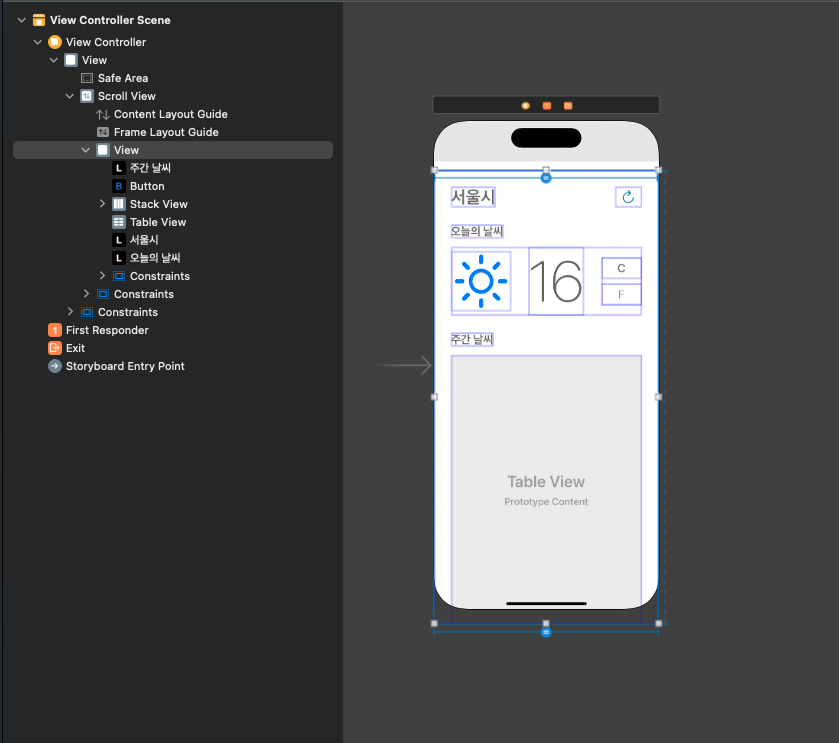 View Controller Scene
View Controller
View
Safe Area
Scroll View
Content Layout Guide
Frame Layout Guide
View
L 주간 날씨
B Button
Stack View
Table View
L 서울시
L 오늘의 날씨
Constraints
Constraints
Constraints
1 First Responder
Exit
Storyboard Entry Point
서울시
오늘의 날씨
16
C
F
주간 날씨
Table View
Prototype Content